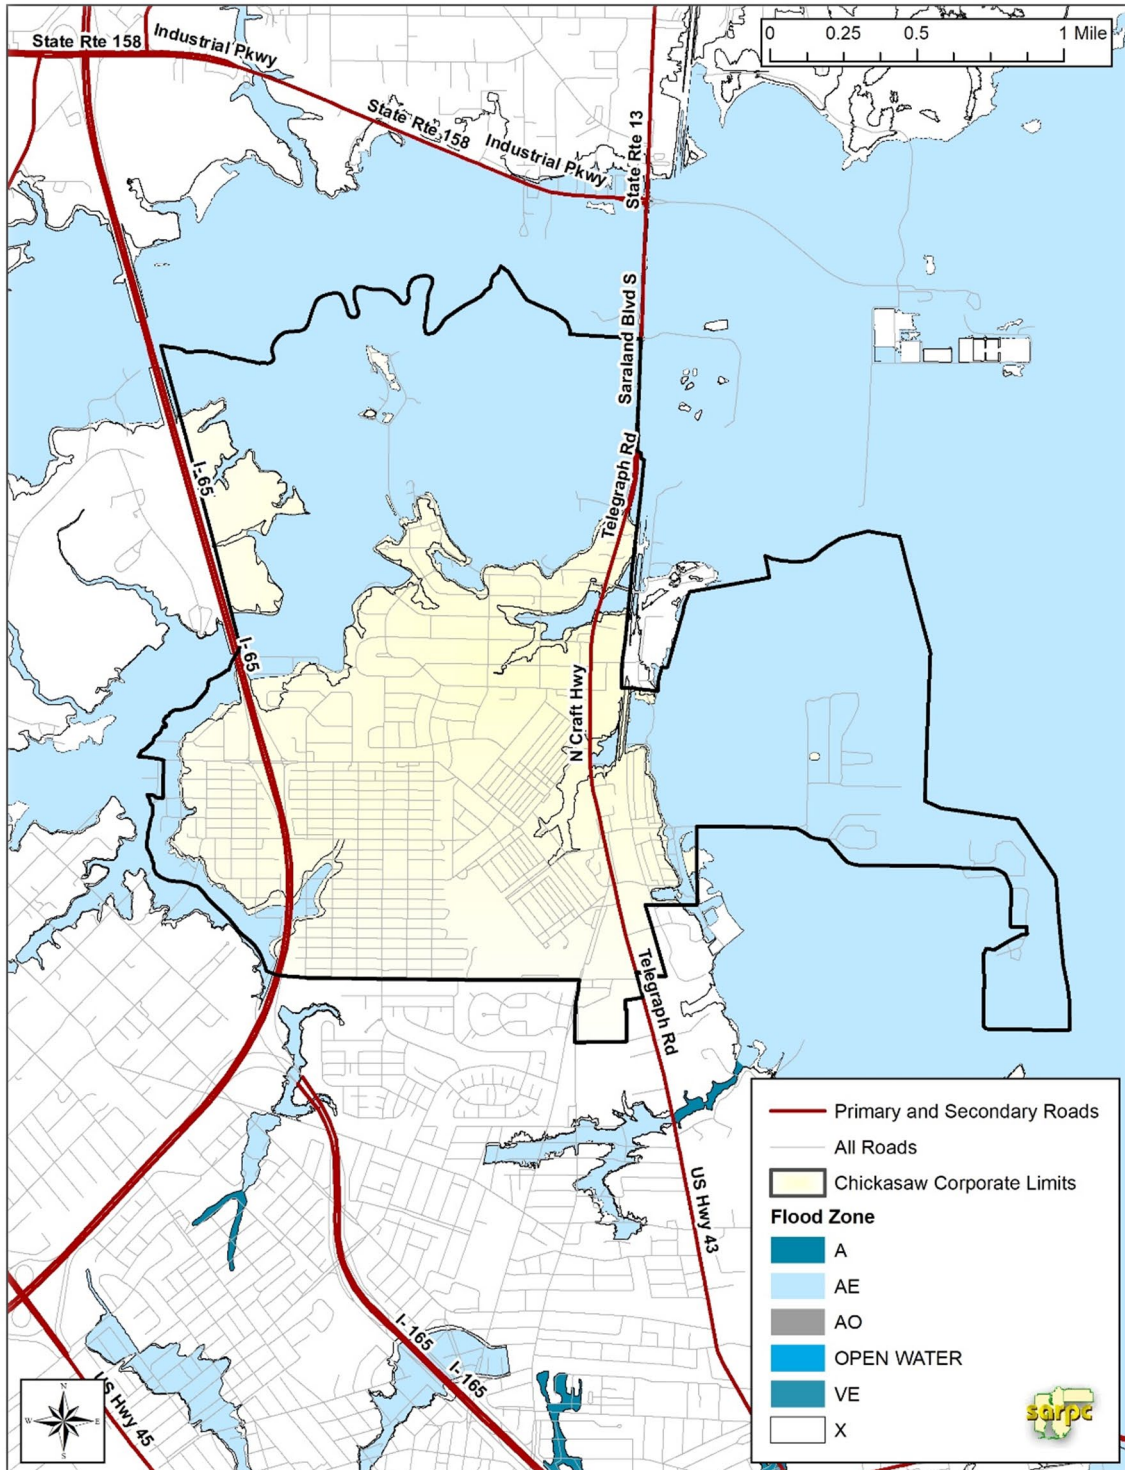 State Rte 158
Industrial Pkwy
0 0.25 0.5 1 Mile
State Rte 158
Industrial Pkwy
State Rte 13
Saraland Blvd S
Telegraph Rd
I-65
I-65
N Craft Hwy
Telegraph Rd
US Hwy 43
I-165
I-165
US Hwy 45
N
W E
S
Primary and Secondary Roads
All Roads
Chickasaw Corporate Limits
Flood Zone
A
AE
AO
OPEN WATER
VE
X
sarpc